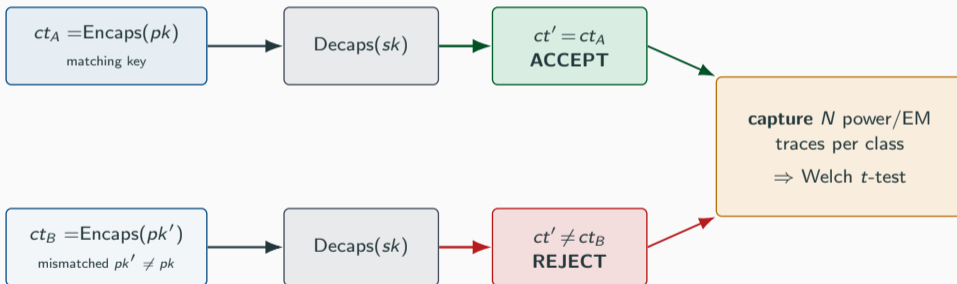 ct_A =Encaps(pk)
matching key
Decaps(sk)
ct′ = ct_A
ACCEPT
capture N power/EM
traces per class
⇒ Welch t-test
ct_B =Encaps(pk′)
mismatched pk′ ≠ pk
Decaps(sk)
ct′ ≠ ct_B
REJECT